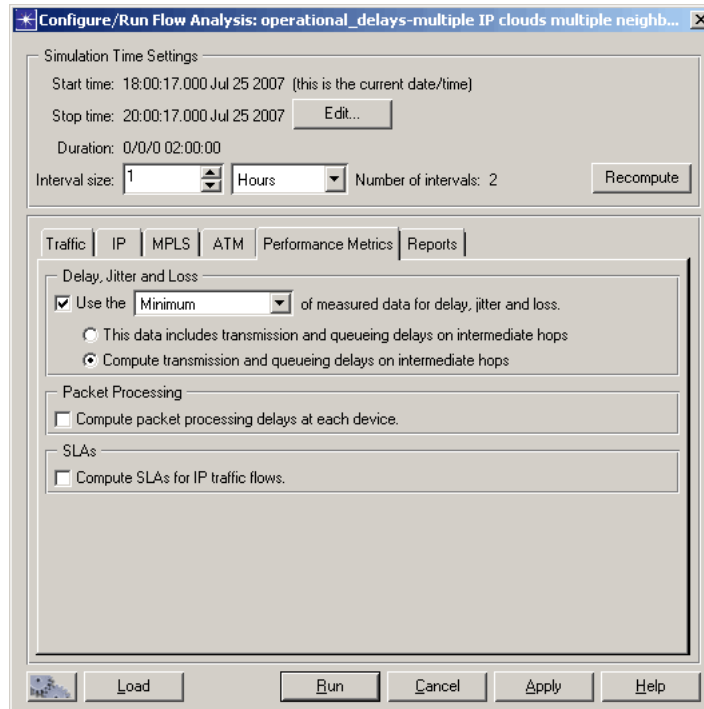 Configure/Run Flow Analysis: operational_delays-multiple IP clouds multiple neighb...
Simulation Time Settings
Start time: 18:00:17.000 Jul 25 2007 (this is the current date/time)
Stop time: 20:00:17.000 Jul 25 2007 Edit...
Duration: 0/0/0 02:00:00
Interval size: 1 Hours Number of intervals: 2 Recompute
Traffic IP MPLS ATM Performance Metrics Reports
Delay, Jitter and Loss
Use the Minimum of measured data for delay, jitter and loss.
This data includes transmission and queueing delays on intermediate hops
Compute transmission and queueing delays on intermediate hops
Packet Processing
Compute packet processing delays at each device.
SLAs
Compute SLAs for IP traffic flows.
Load Run Cancel Apply Help